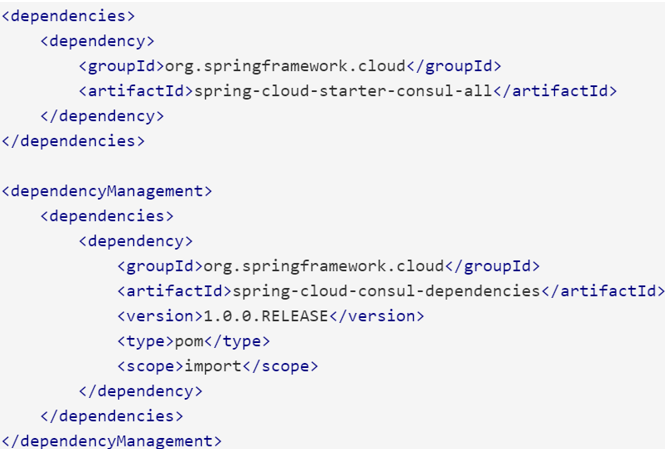 <dependencies>
    <dependency>
        <groupId>org.springframework.cloud</groupId>
        <artifactId>spring-cloud-starter-consul-all</artifactId>
    </dependency>
</dependencies>

<dependencyManagement>
    <dependencies>
        <dependency>
            <groupId>org.springframework.cloud</groupId>
            <artifactId>spring-cloud-consul-dependencies</artifactId>
            <version>1.0.0.RELEASE</version>
            <type>pom</type>
            <scope>import</scope>
        </dependency>
    </dependencies>
</dependencyManagement>